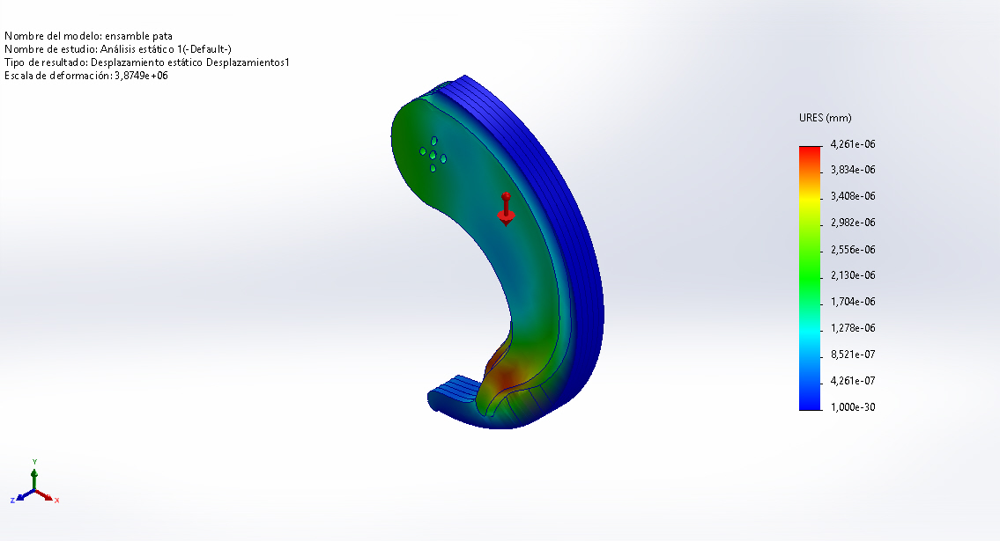 Nombre del modelo: ensamble pata
Nombre de estudio: Análisis estático 1(-Default-)
Tipo de resultado: Desplazamiento estático Desplazamientos1
Escala de deformación: 3,8749e+06
URES (mm)
4,261e-06
3,834e-06
3,408e-06
2,982e-06
2,556e-06
2,130e-06
1,704e-06
1,278e-06
8,521e-07
4,261e-07
1,000e-30
Y
Z
X